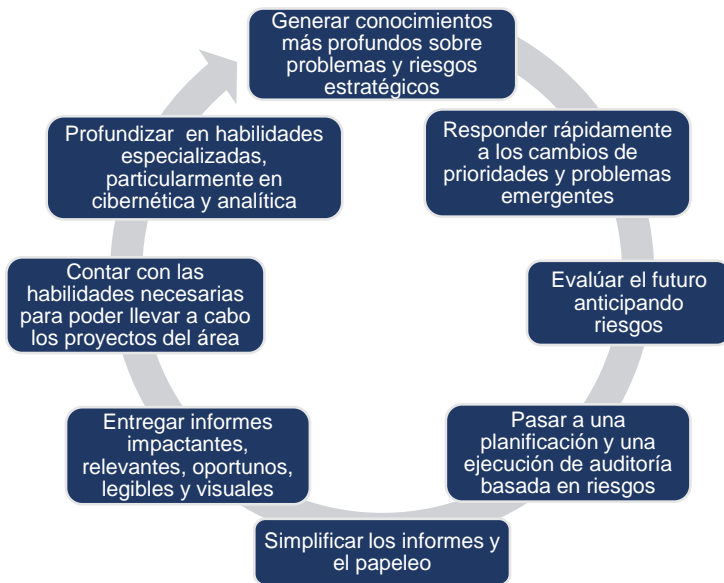 Generar conocimientos
más profundos sobre
problemas y riesgos
estratégicos
Responder rápidamente
a los cambios de
prioridades y problemas
emergentes
Evalúar el futuro
anticipando
riesgos
Pasar a una
planificación y una
ejecución de auditoría
basada en riesgos
Simplificar los informes y
el papeleo
Entregar informes
impactantes,
relevantes, oportunos,
legibles y visuales
Contar con las
habilidades necesarias
para poder llevar a cabo
los proyectos del área
Profundizar en habilidades
especializadas,
particularmente en
cibernética y analítica